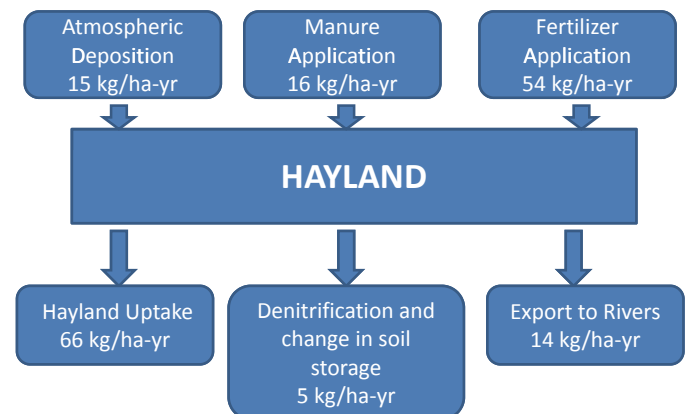 Atmospheric
Deposition
15 kg/ha-yr
Manure
Application
16 kg/ha-yr
Fertilizer
Application
54 kg/ha-yr
HAYLAND
Hayland Uptake
66 kg/ha-yr
Denitrification and
change in soil
storage
5 kg/ha-yr
Export to Rivers
14 kg/ha-yr